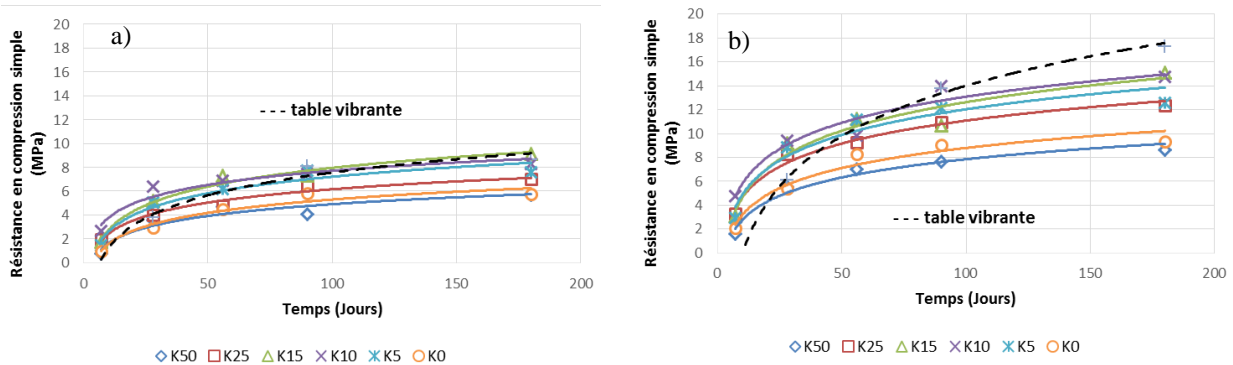 a)
Résistance en compression simple
(MPa)
20
18
16
14
12
10
8
6
4
2
0
table vibrante
0 50 100 150 200
Temps (Jours)
K50 K25 K15 K10 K5 K0
b)
Résistance en compression simple
(MPa)
20
18
16
14
12
10
8
6
4
2
0
table vibrante
0 50 100 150 200
Temps (Jours)
K50 K25 K15 K10 K5 K0